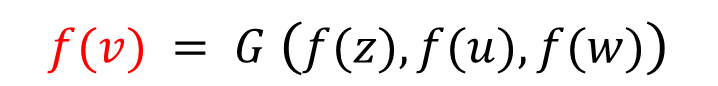 f(v) = G (f(z), f(u), f(w))